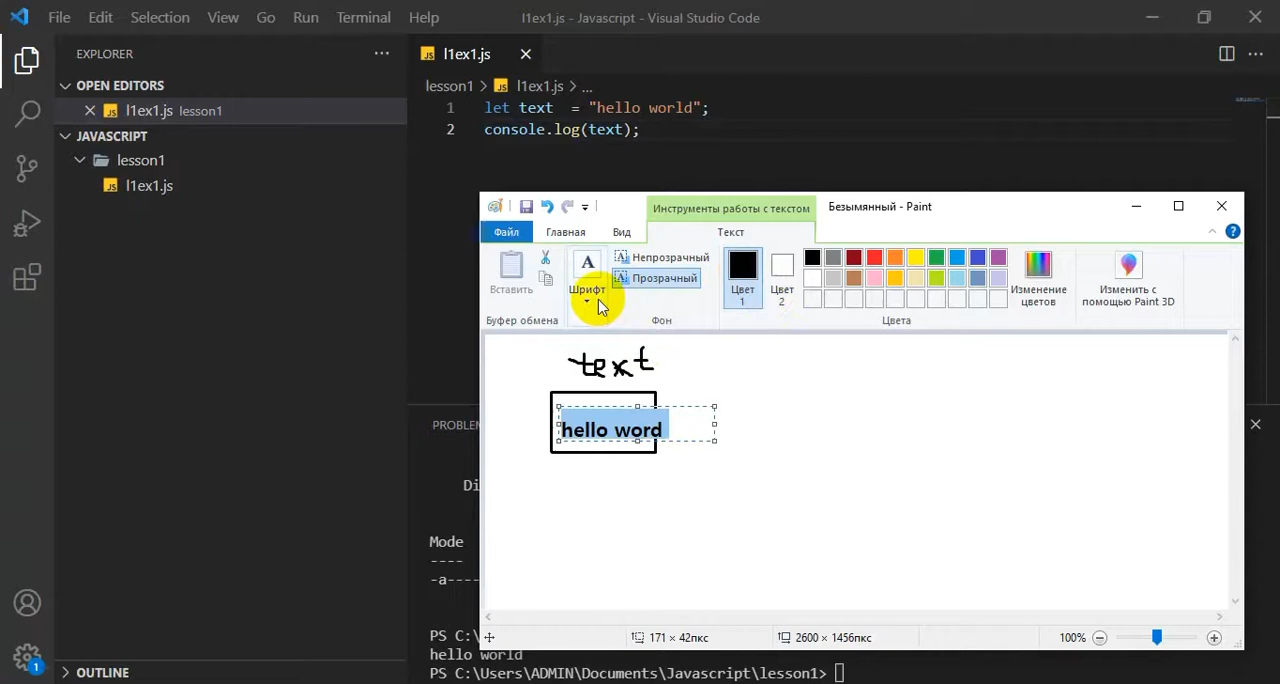 File Edit Selection View Go Run Terminal Help
l1ex1.js - Javascript - Visual Studio Code
EXPLORER
OPEN EDITORS
l1ex1.js lesson1
JAVASCRIPT
lesson1
l1ex1.js
OUTLINE
1
l1ex1.js
lesson1 > l1ex1.js > ...
1 let text = "hello world";
2 console.log(text);
Инструменты работы с текстом
Безымянный - Paint
Файл Главная Вид Текст
Вставить
Буфер обмена
Шрифт
Непрозрачный
Прозрачный
Фон
Цвет 1
Цвет 2
Изменение цветов
Изменить с помощью Paint 3D
Цвета
text
hello word
171 × 42пкс
2600 × 1456пкс
100%
PROBLEM
Di
Mode
----
-a----
PS C:\
hello world
PS C:\Users\ADMIN\Documents\Javascript\lesson1>